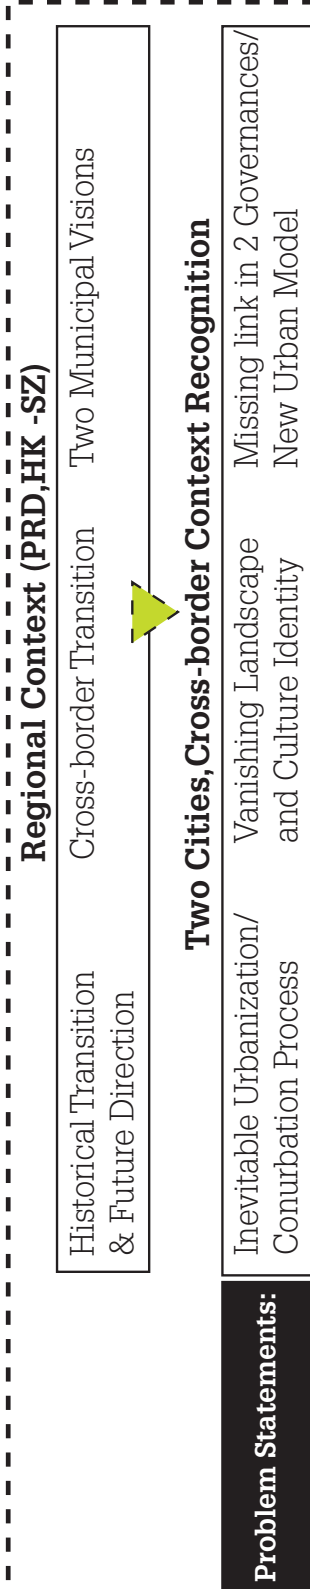 Regional Context (PRD,HK -SZ)
Historical Transition
& Future Direction
Cross-border Transition
Two Municipal Visions
Two Cities,Cross-border Context Recognition
Problem Statements:
Inevitable Urbanization/
Conurbation Process
Vanishing Landscape
and Culture Identity
Missing link in 2 Governances/
New Urban Model